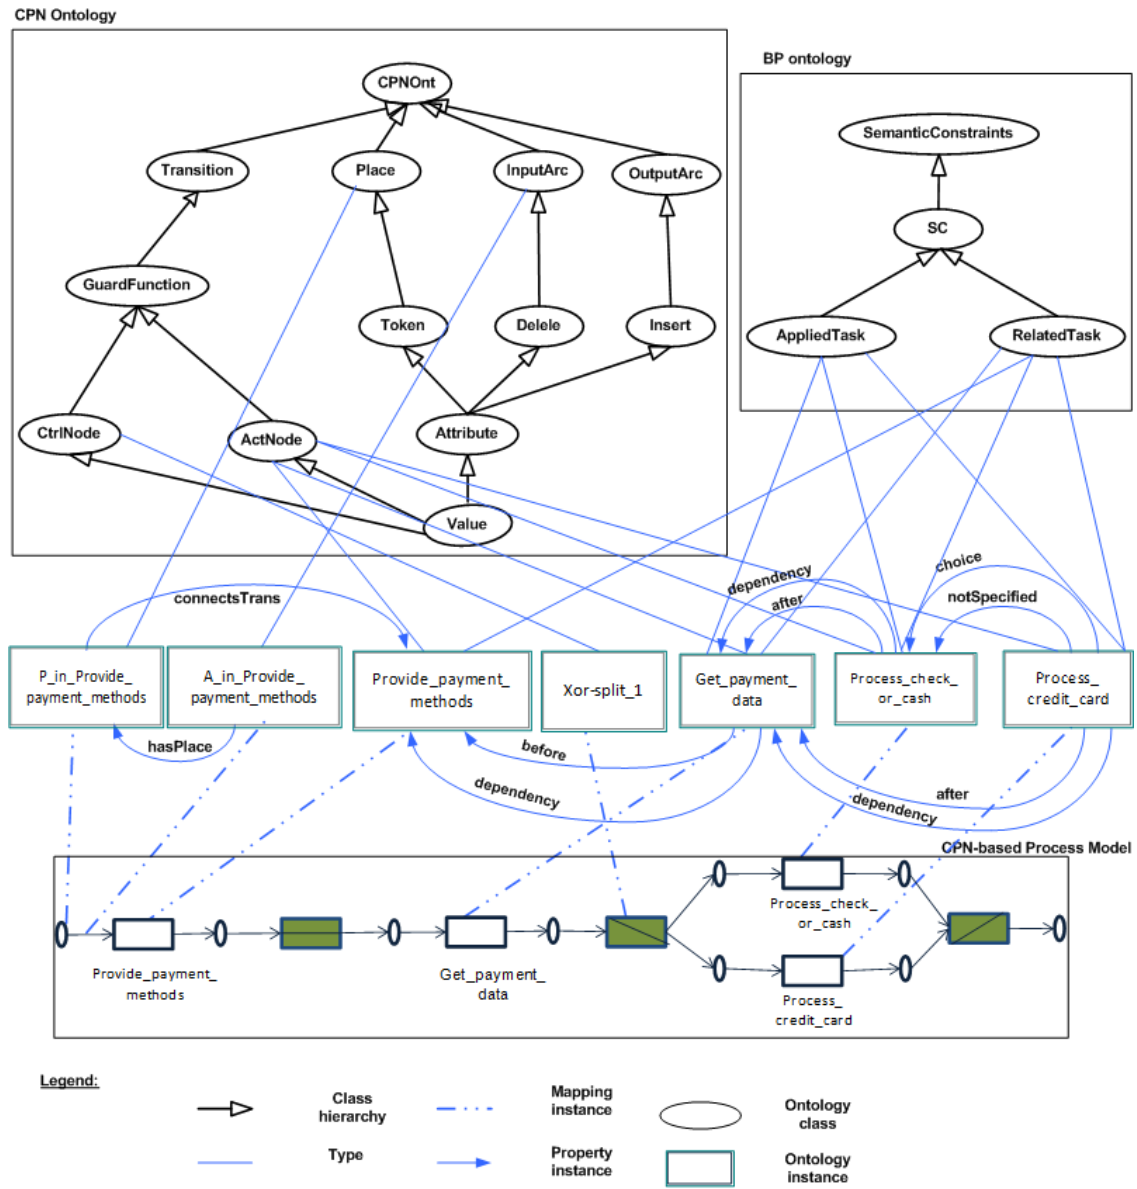 CPN Ontology
BP ontology
CPNOnt
SemanticConstraints
Transition
Place
InputArc
OutputArc
SC
GuardFunction
Token
Delele
Insert
AppliedTask
RelatedTask
CtrlNode
ActNode
Attribute
Value
connectsTrans
dependency
after
choice
notSpecified
P_in_Provide_
payment_methods
A_in_Provide_
payment_methods
Provide_payment_
methods
Xor-split_1
Get_payment_
data
Process_check_
or_cash
Process_
credit_card
hasPlace
before
dependency
after
dependency
CPN-based Process Model
Process_check_
or_cash
Provide_payment_
methods
Get_payment_
data
Process_
credit_card
Legend:
Class
hierarchy
Mapping
instance
Ontology
class
Type
Property
instance
Ontology
instance